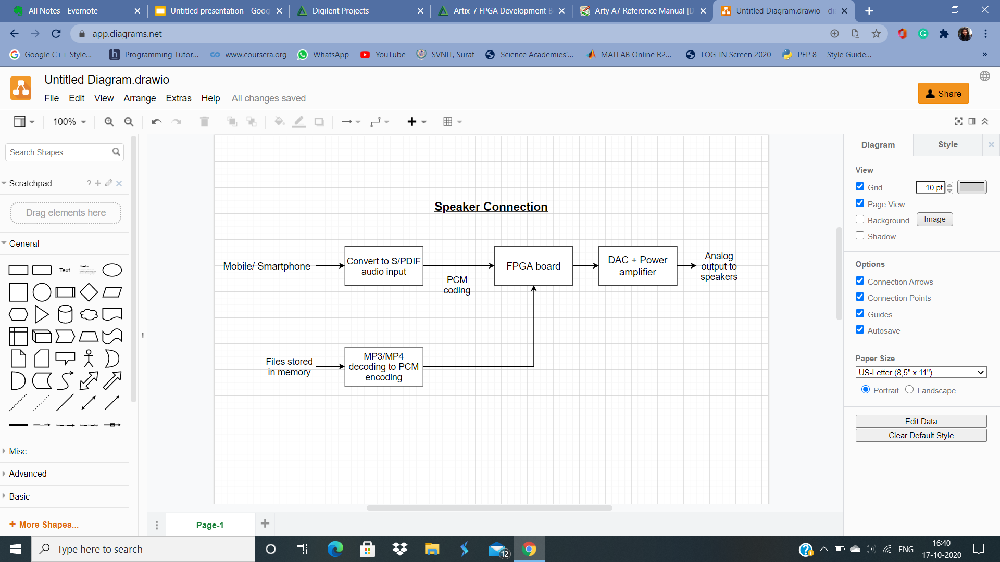 All Notes - Evernote
Untitled presentation - Goog
Digilent Projects
Artix-7 FPGA Development B
Arty A7 Reference Manual [D
Untitled Diagram.drawio - di
app.diagrams.net
Google C++ Style...
Programming Tutor...
www.coursera.org
WhatsApp
YouTube
SVNIT, Surat
Science Academies'...
MATLAB Online R2...
LOG-IN Screen 2020
PEP 8 -- Style Guide...
»
Untitled Diagram.drawio
File Edit View Arrange Extras Help All changes saved
Share
100%
Search Shapes
Scratchpad
?
Drag elements here
General
Text
Heading
Misc
Advanced
Basic
+ More Shapes...
Speaker Connection
Mobile/ Smartphone
Convert to S/PDIF
audio input
PCM
coding
FPGA board
DAC + Power
amplifier
Analog
output to
speakers
Files stored
in memory
MP3/MP4
decoding to PCM
encoding
Page-1
Diagram
Style
View
Grid
10 pt
Page View
Background
Image
Shadow
Options
Connection Arrows
Connection Points
Guides
Autosave
Paper Size
US-Letter (8,5" x 11")
Portrait
Landscape
Edit Data
Clear Default Style
Type here to search
12
ENG
16:40
17-10-2020